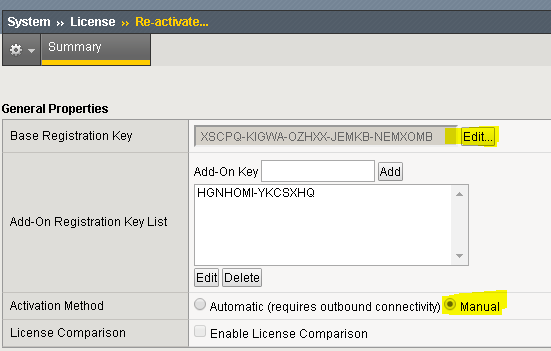 System ›› License ›› Re-activate...
Summary
General Properties
Base Registration Key XSCPQ-KIGWA-OZHXX-JEMKB-NEMXOMB Edit...
Add-On Key Add
Add-On Registration Key List HGNHOMI-YKCSXHQ
Edit Delete
Activation Method Automatic (requires outbound connectivity) Manual
License Comparison Enable License Comparison